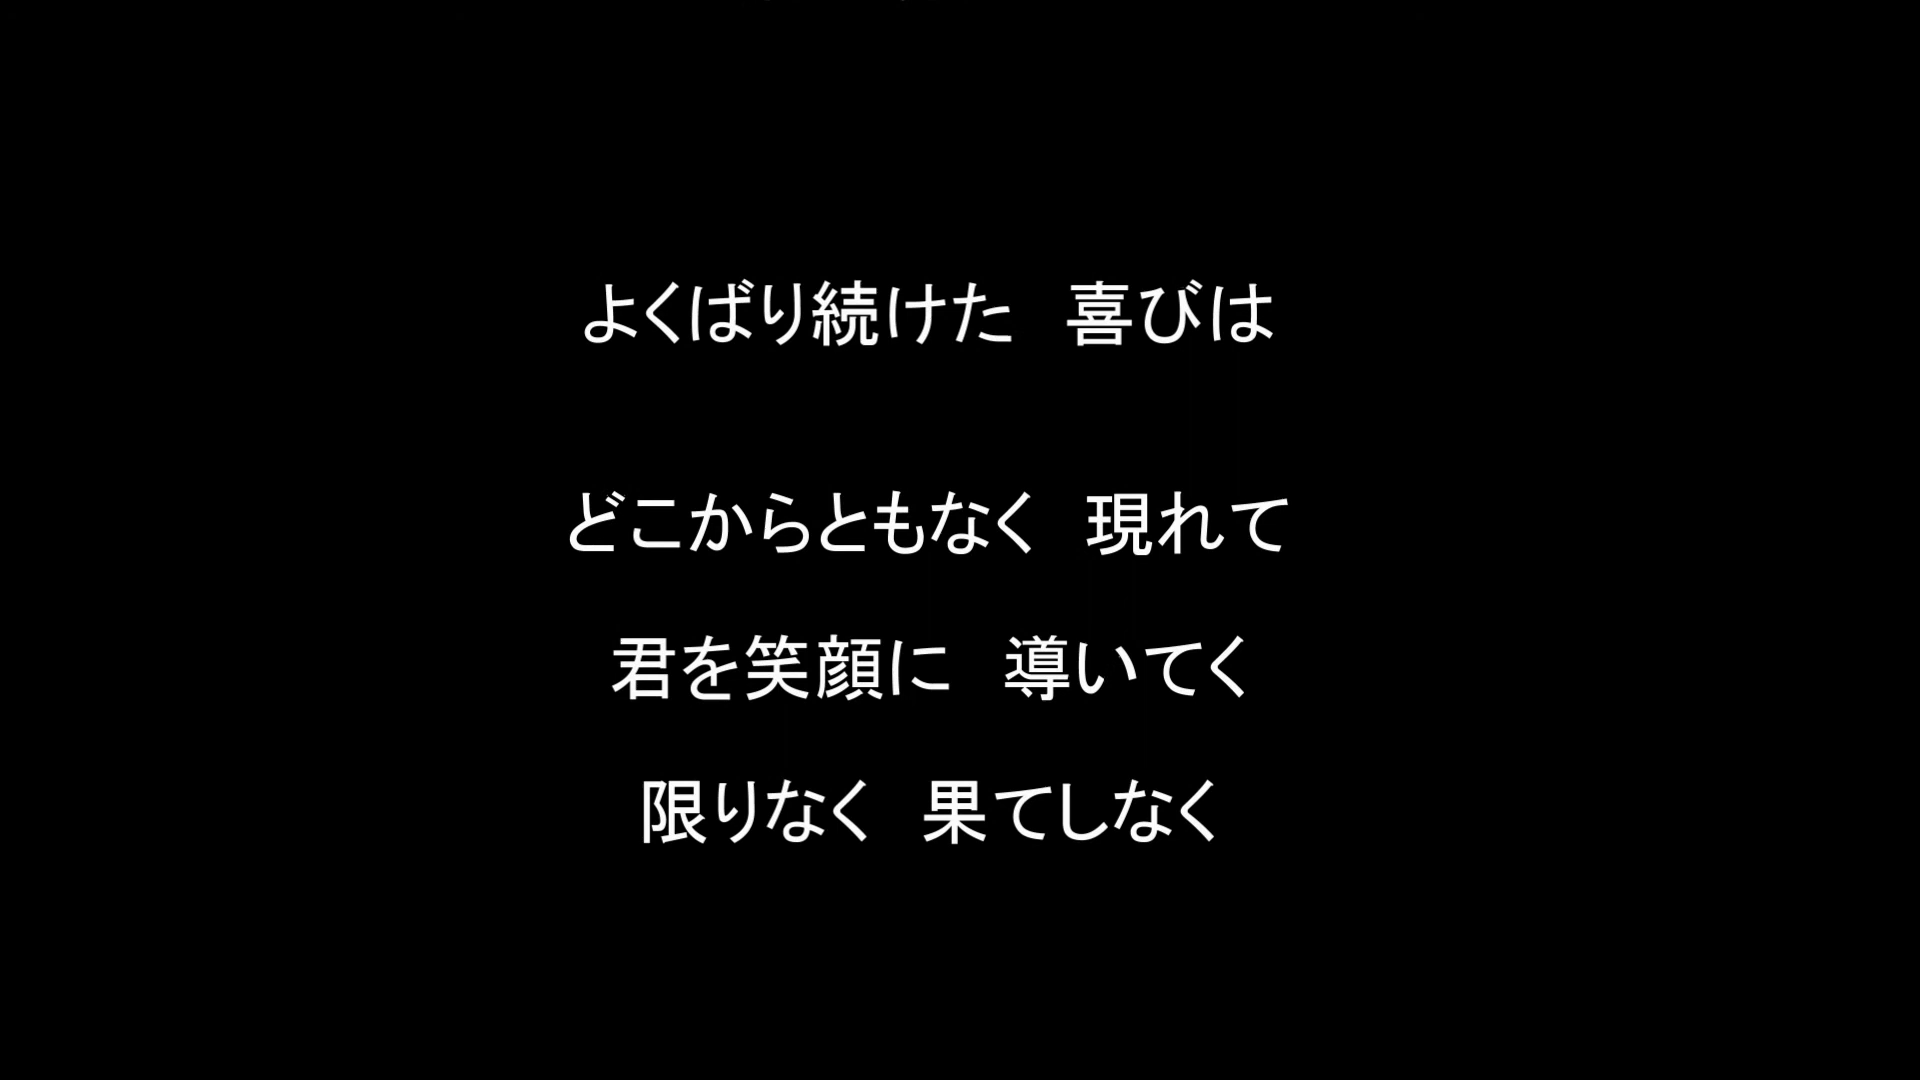 よくばり続けた　喜びは
どこからともなく　現れて
君を笑顔に　導いてく
限りなく　果てしなく